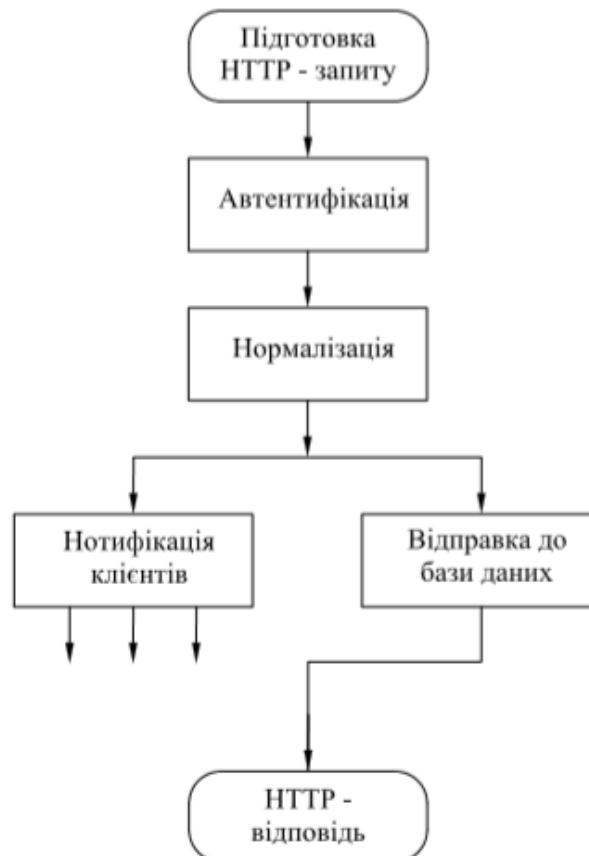 Підготовка
HTTP - запиту
Автентифікація
Нормалізація
Нотифікація
клієнтів
Відправка до
бази даних
HTTP -
відповідь